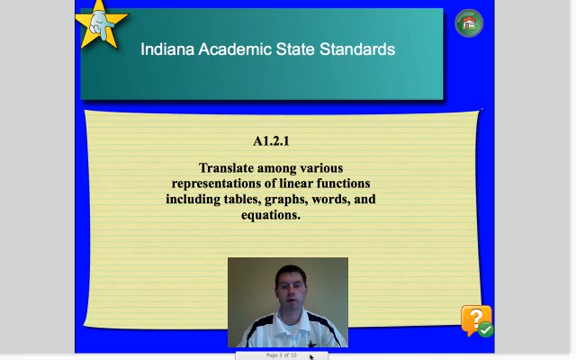 Indiana Academic State Standards
A1.2.1
Translate among various
representations of linear functions
including tables, graphs, words, and
equations.
?
Page 3 of 10